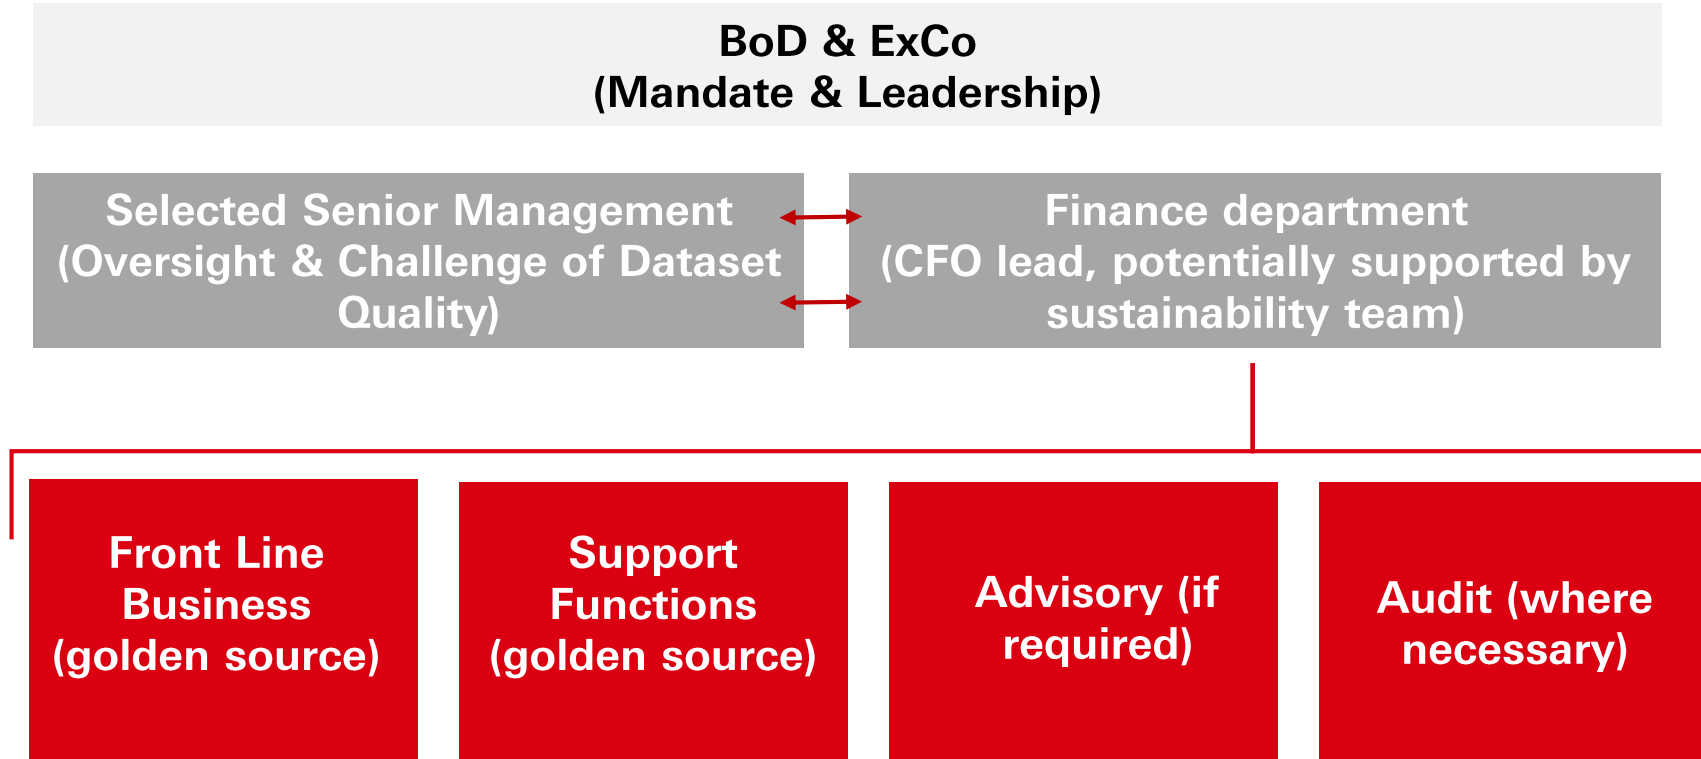 BoD & ExCo
(Mandate & Leadership)
Selected Senior Management
(Oversight & Challenge of Dataset
Quality)
Finance department
(CFO lead, potentially supported by
sustainability team)
Front Line
Business
(golden source)
Support
Functions
(golden source)
Advisory (if
required)
Audit (where
necessary)